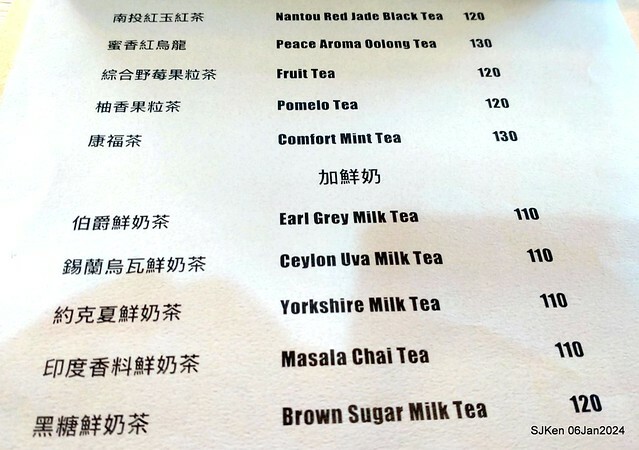 南投紅玉紅茶 Nantou Red Jade Black Tea 120
蜜香紅烏龍 Peace Aroma Oolong Tea 130
綜合野莓果粒茶 Fruit Tea 120
柚香果粒茶 Pomelo Tea 120
康福茶 Comfort Mint Tea 130
加鮮奶
伯爵鮮奶茶 Earl Grey Milk Tea 110
錫蘭烏瓦鮮奶茶 Ceylon Uva Milk Tea 110
約克夏鮮奶茶 Yorkshire Milk Tea 110
印度香料鮮奶茶 Masala Chai Tea 110
黑糖鮮奶茶 Brown Sugar Milk Tea 120
SJKen 06Jan2024